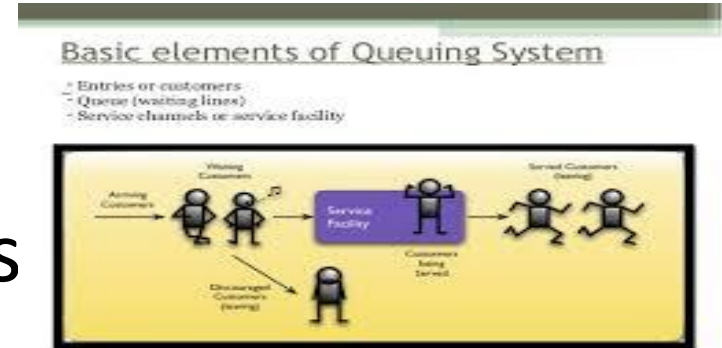 Basic elements of Queuing System
- Entries or customers
- Queue (waiting lines)
- Service channels or service facility
Waiting
Customers
Served Customers
(leaving)
Arriving
Customers
Service
Facility
S
Customers
being
Served
Discouraged
Customers
(leaving)